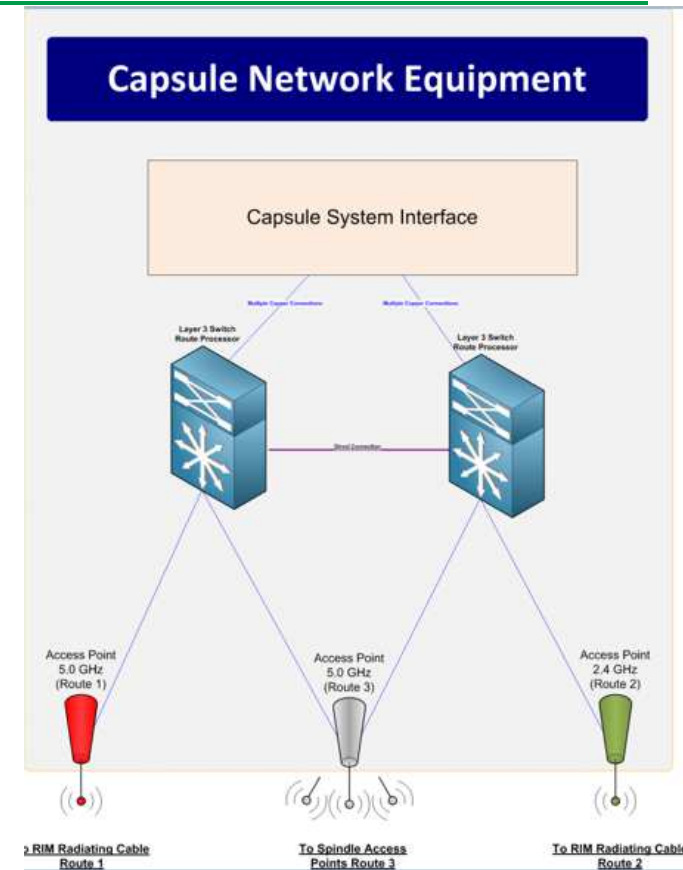 Capsule Network Equipment
Capsule System Interface
Multiple Copper Connections
Multiple Copper Connections
Layer 3 Switch
Route Processor
Layer 3 Switch
Route Processor
Direct Connection
Access Point
5.0 GHz
(Route 1)
Access Point
5.0 GHz
(Route 3)
Access Point
2.4 GHz
(Route 2)
RIM Radiating Cable
Route 1
To Spindle Access
Points Route 3
To RIM Radiating Cable
Route 2